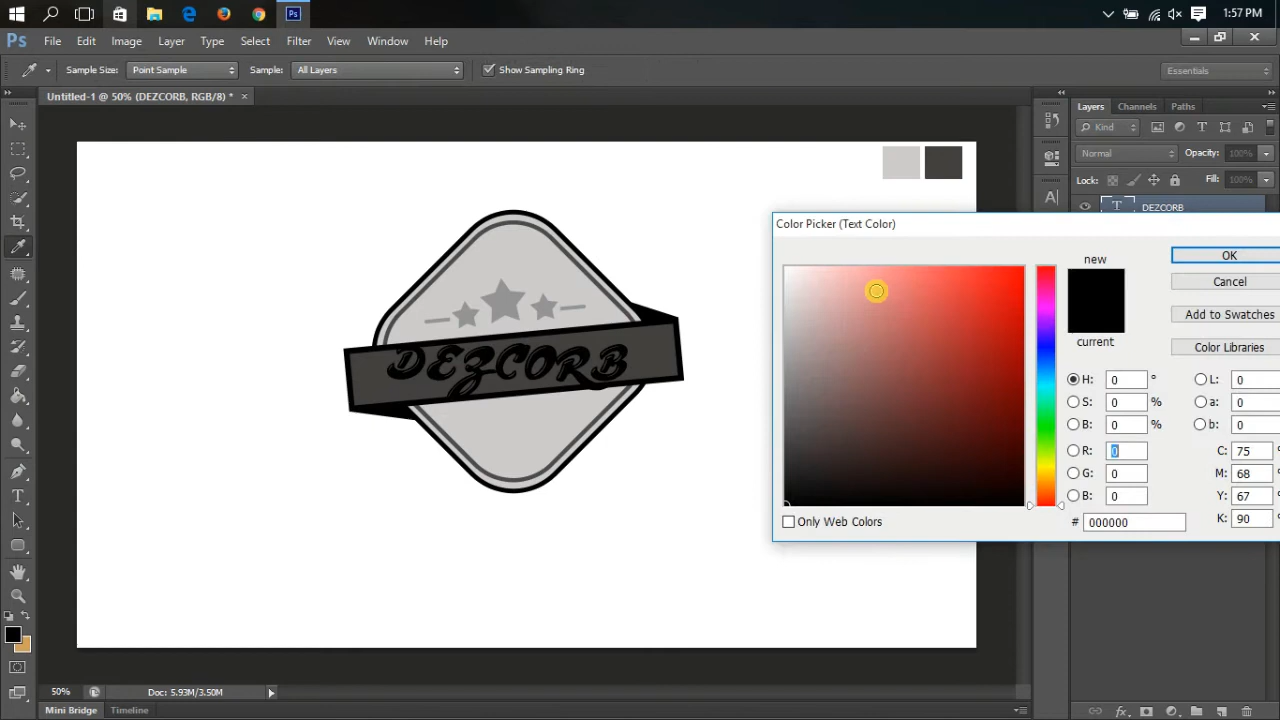 1:57 PM
Ps
Ps File Edit Image Layer Type Select Filter View Window Help
Sample Size: Point Sample Sample: All Layers Show Sampling Ring Essentials
Untitled-1 @ 50% (DEZCORB, RGB/8) * ×
Layers Channels Paths
Kind T
Normal Opacity: 100%
Lock: Fill: 100%
A
T DEZCORB
DEZCORB
Color Picker (Text Color)
new
current
OK
Cancel
Add to Swatches
Color Libraries
H: 0 ° L: 0
S: 0 % a: 0
B: 0 % b: 0
R: 0 C: 75
G: 0 M: 68
B: 0 Y: 67
# 000000 K: 90
Only Web Colors
T
50% Doc: 5.93M/3.50M
Mini Bridge Timeline
fx